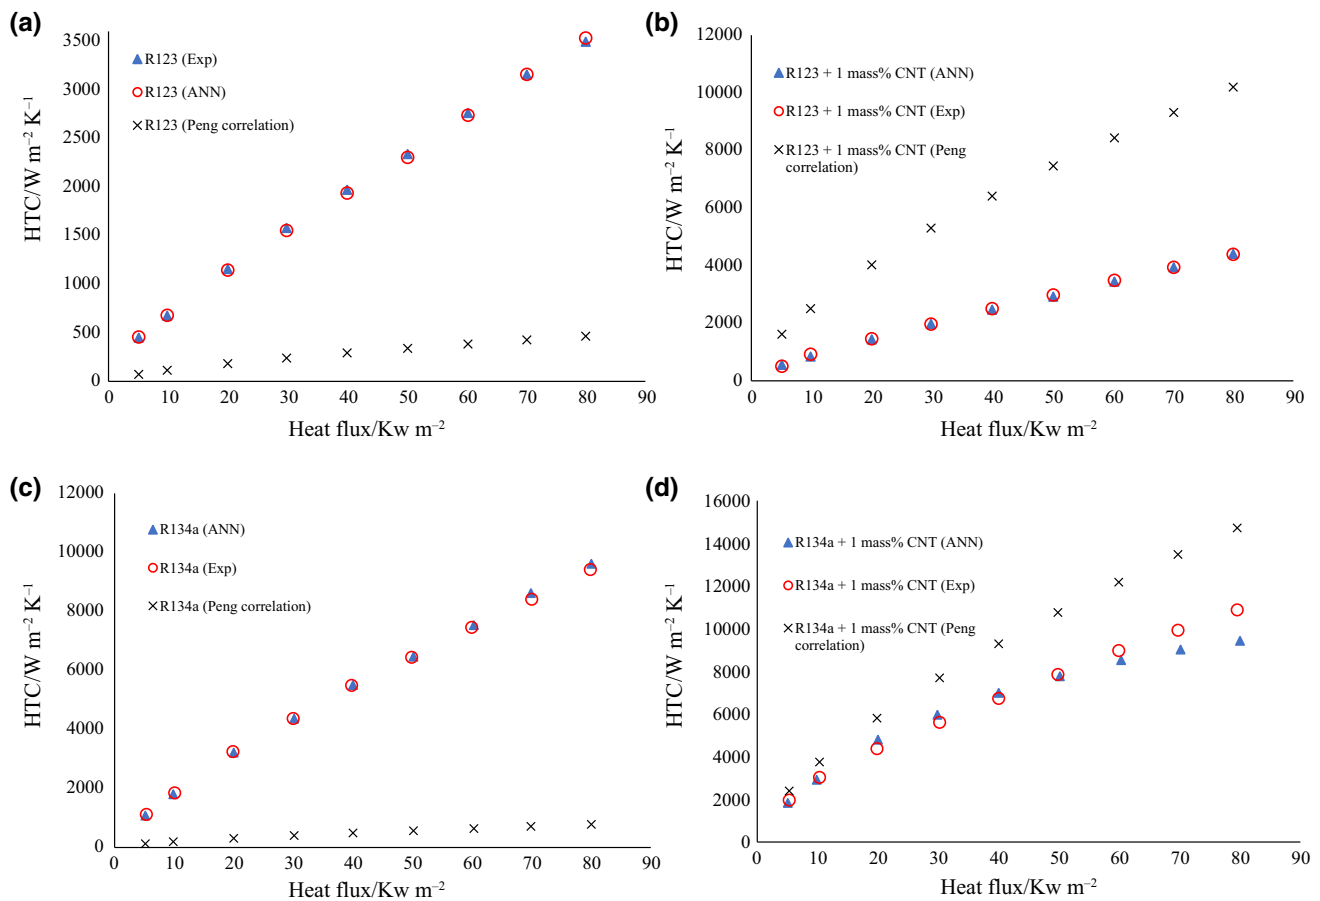 (a)
3500
3000
2500
2000
1500
1000
500
0
HTC/W m⁻² K⁻¹
R123 (Exp)
R123 (ANN)
R123 (Peng correlation)
0 10 20 30 40 50 60 70 80 90
Heat flux/Kw m⁻²
(b)
12000
10000
8000
6000
4000
2000
0
HTC/W m⁻² K⁻¹
R123 + 1 mass% CNT (ANN)
R123 + 1 mass% CNT (Exp)
R123 + 1 mass% CNT (Peng
correlation)
0 10 20 30 40 50 60 70 80 90
Heat flux/Kw m⁻²
(c)
12000
10000
8000
6000
4000
2000
0
HTC/W m⁻² K⁻¹
R134a (ANN)
R134a (Exp)
R134a (Peng correlation)
0 10 20 30 40 50 60 70 80 90
Heat flux/Kw m⁻²
(d)
16000
14000
12000
10000
8000
6000
4000
2000
0
HTC/W m⁻² K⁻¹
R134a + 1 mass% CNT (ANN)
R134a + 1 mass% CNT (Exp)
R134a + 1 mass% CNT (Peng
correlation)
0 10 20 30 40 50 60 70 80 90
Heat flux/Kw m⁻²